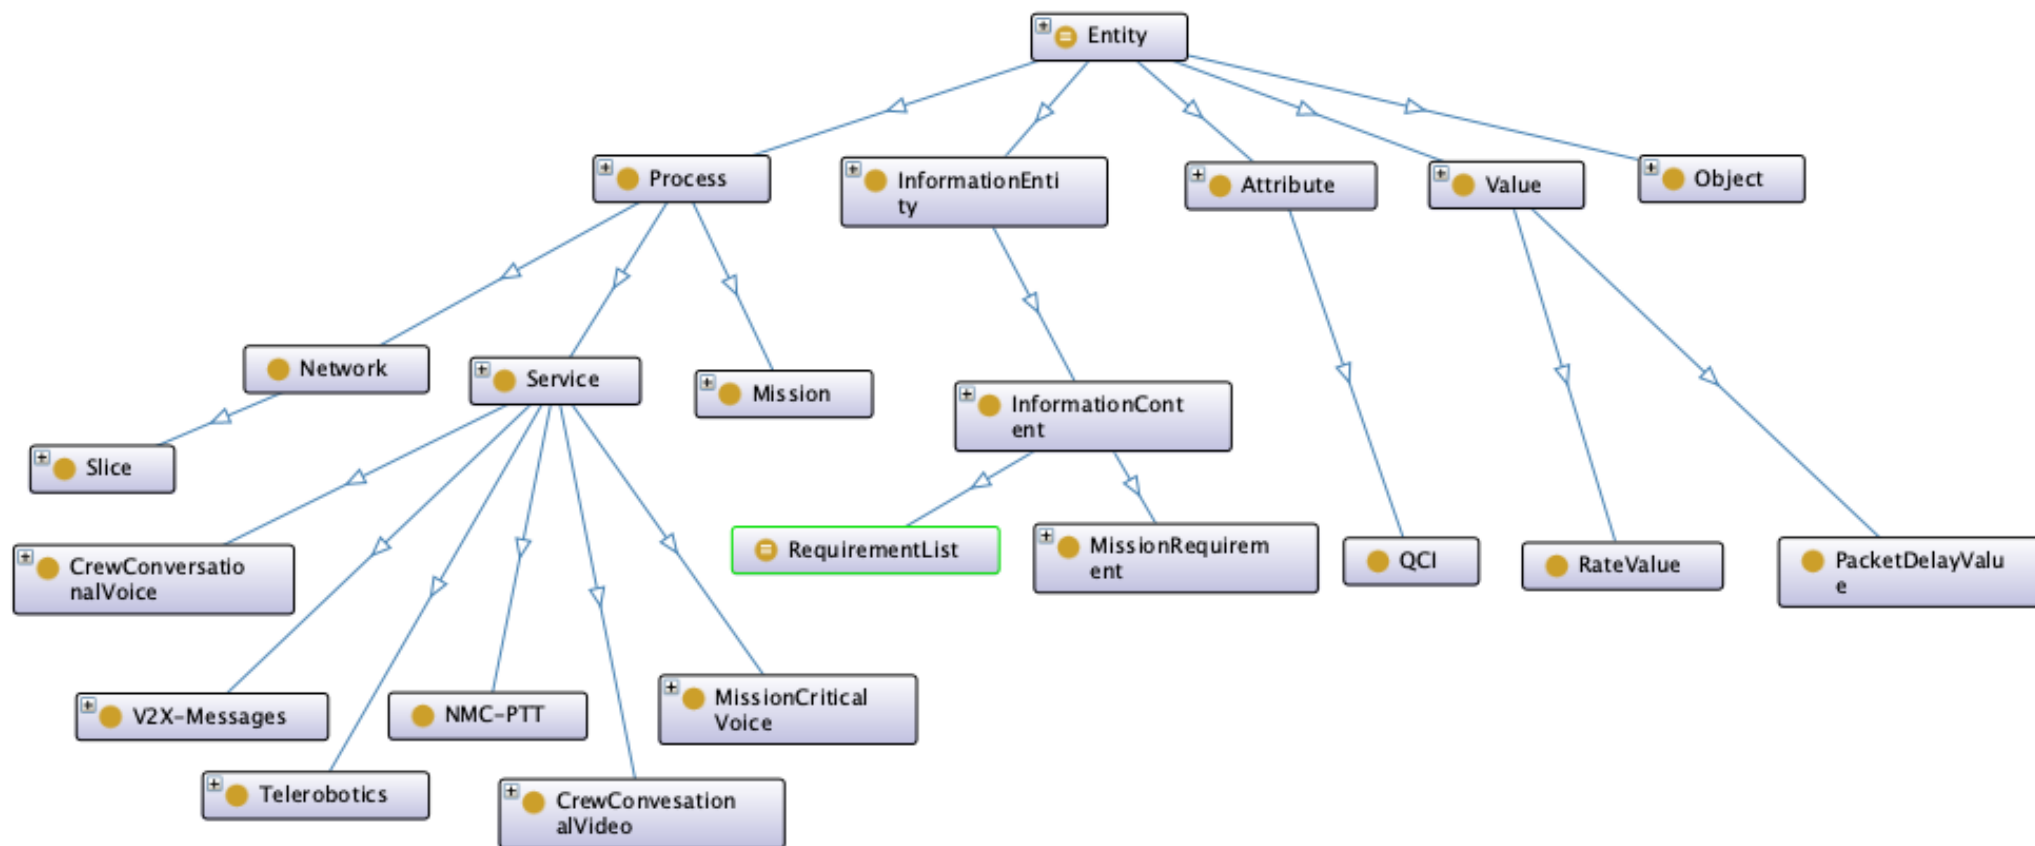 Entity
Process
InformationEnti
ty
Attribute
Value
Object
Network
Service
Mission
InformationCont
ent
Slice
RequirementList
MissionRequirem
ent
QCI
RateValue
PacketDelayValu
e
CrewConversatio
nalVoice
V2X-Messages
NMC-PTT
MissionCritical
Voice
Telerobotics
CrewConvesation
alVideo